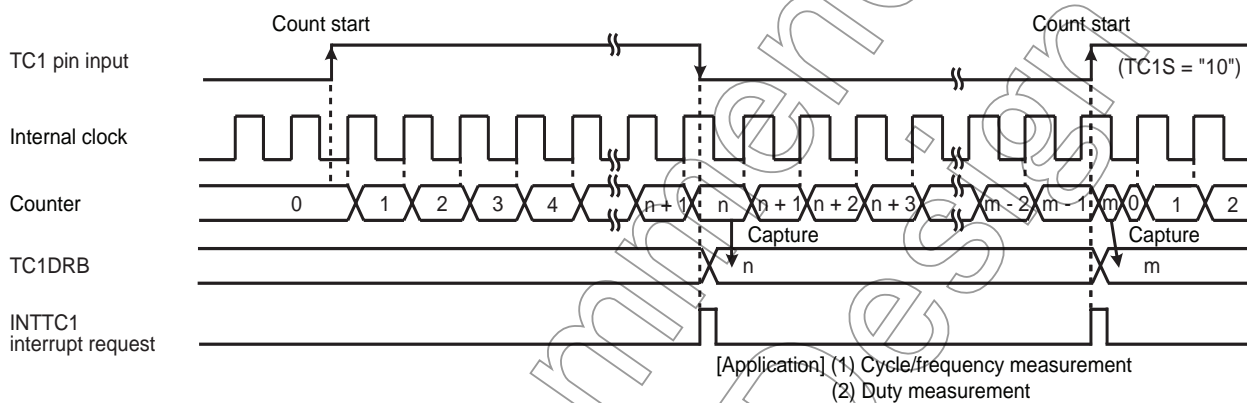 Count start Count start
TC1 pin input
(TC1S = "10")
Internal clock
Counter 0 1 2 3 4 n + 1 n n + 1 n + 2 n + 3 m - 2 m - 1 m 0 1 2
Capture Capture
TC1DRB n m
INTTC1
interrupt request
[Application] (1) Cycle/frequency measurement
(2) Duty measurement